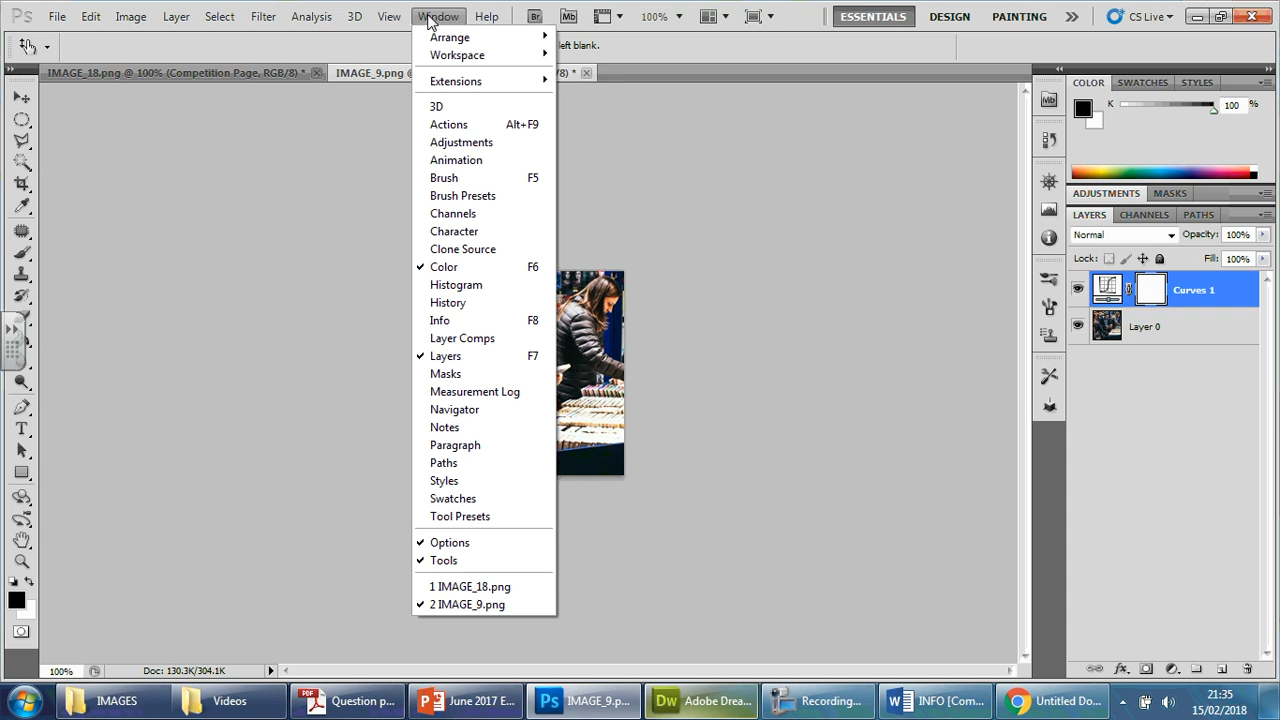 Ps File Edit Image Layer Select Filter Analysis 3D View Window Help Br Mb 100% ESSENTIALS DESIGN PAINTING CS Live
left blank.
IMAGE_18.png @ 100% (Competition Page, RGB/8) * IMAGE_9.png @ /8) *
Arrange
Workspace
Extensions
3D
Actions Alt+F9
Adjustments
Animation
Brush F5
Brush Presets
Channels
Character
Clone Source
Color F6
Histogram
History
Info F8
Layer Comps
Layers F7
Masks
Measurement Log
Navigator
Notes
Paragraph
Paths
Styles
Swatches
Tool Presets
Options
Tools
1 IMAGE_18.png
2 IMAGE_9.png
Mb
COLOR SWATCHES STYLES
K 100 %
ADJUSTMENTS MASKS
LAYERS CHANNELS PATHS
Normal Opacity: 100%
Lock: Fill: 100%
Curves 1
Layer 0
100% Doc: 130.3K/304.1K
IMAGES Videos Question p... June 2017 E... IMAGE_9.p... Adobe Drea... Recording... INFO [Com... Untitled Do...
21:35
15/02/2018